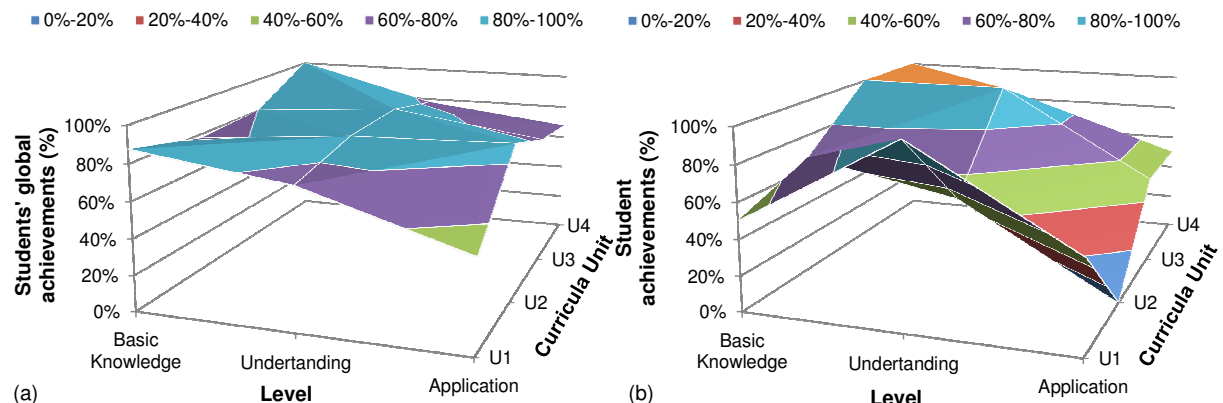 0%-20% 20%-40% 40%-60% 60%-80% 80%-100%
Students' global
achievements (%)
100%
80%
60%
40%
20%
0%
Basic
Knowledge
Undertanding
Application
Level
U1
U2
U3
U4
Curricula Unit
(a)
0%-20% 20%-40% 40%-60% 60%-80% 80%-100%
Student
achievements (%)
100%
80%
60%
40%
20%
0%
Basic
Knowledge
Undertanding
Application
Level
U1
U2
U3
U4
Curricula Unit
(b)